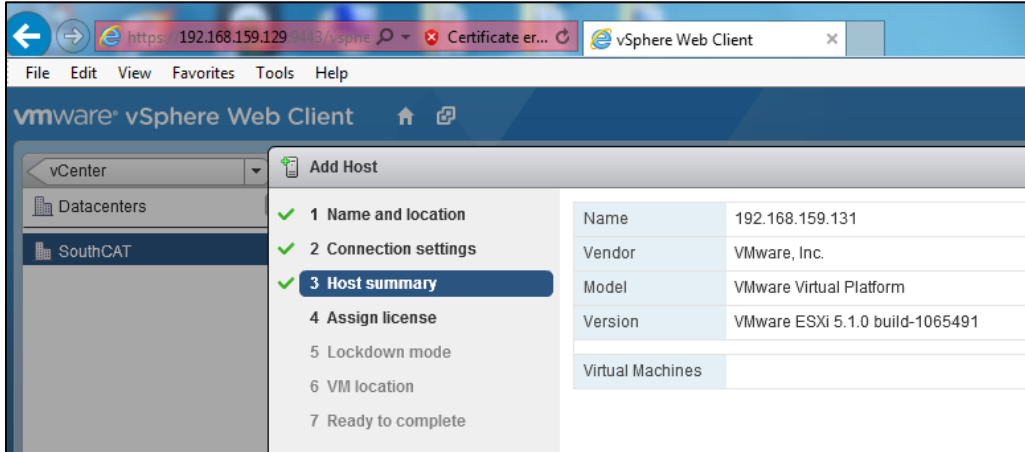 https://192.168.159.129:9443/vsphe Certificate er... vSphere Web Client
File Edit View Favorites Tools Help
vmware® vSphere Web Client
vCenter
Add Host
Datacenters
SouthCAT
1 Name and location
2 Connection settings
3 Host summary
4 Assign license
5 Lockdown mode
6 VM location
7 Ready to complete
Name 192.168.159.131
Vendor VMware, Inc.
Model VMware Virtual Platform
Version VMware ESXi 5.1.0 build-1065491
Virtual Machines